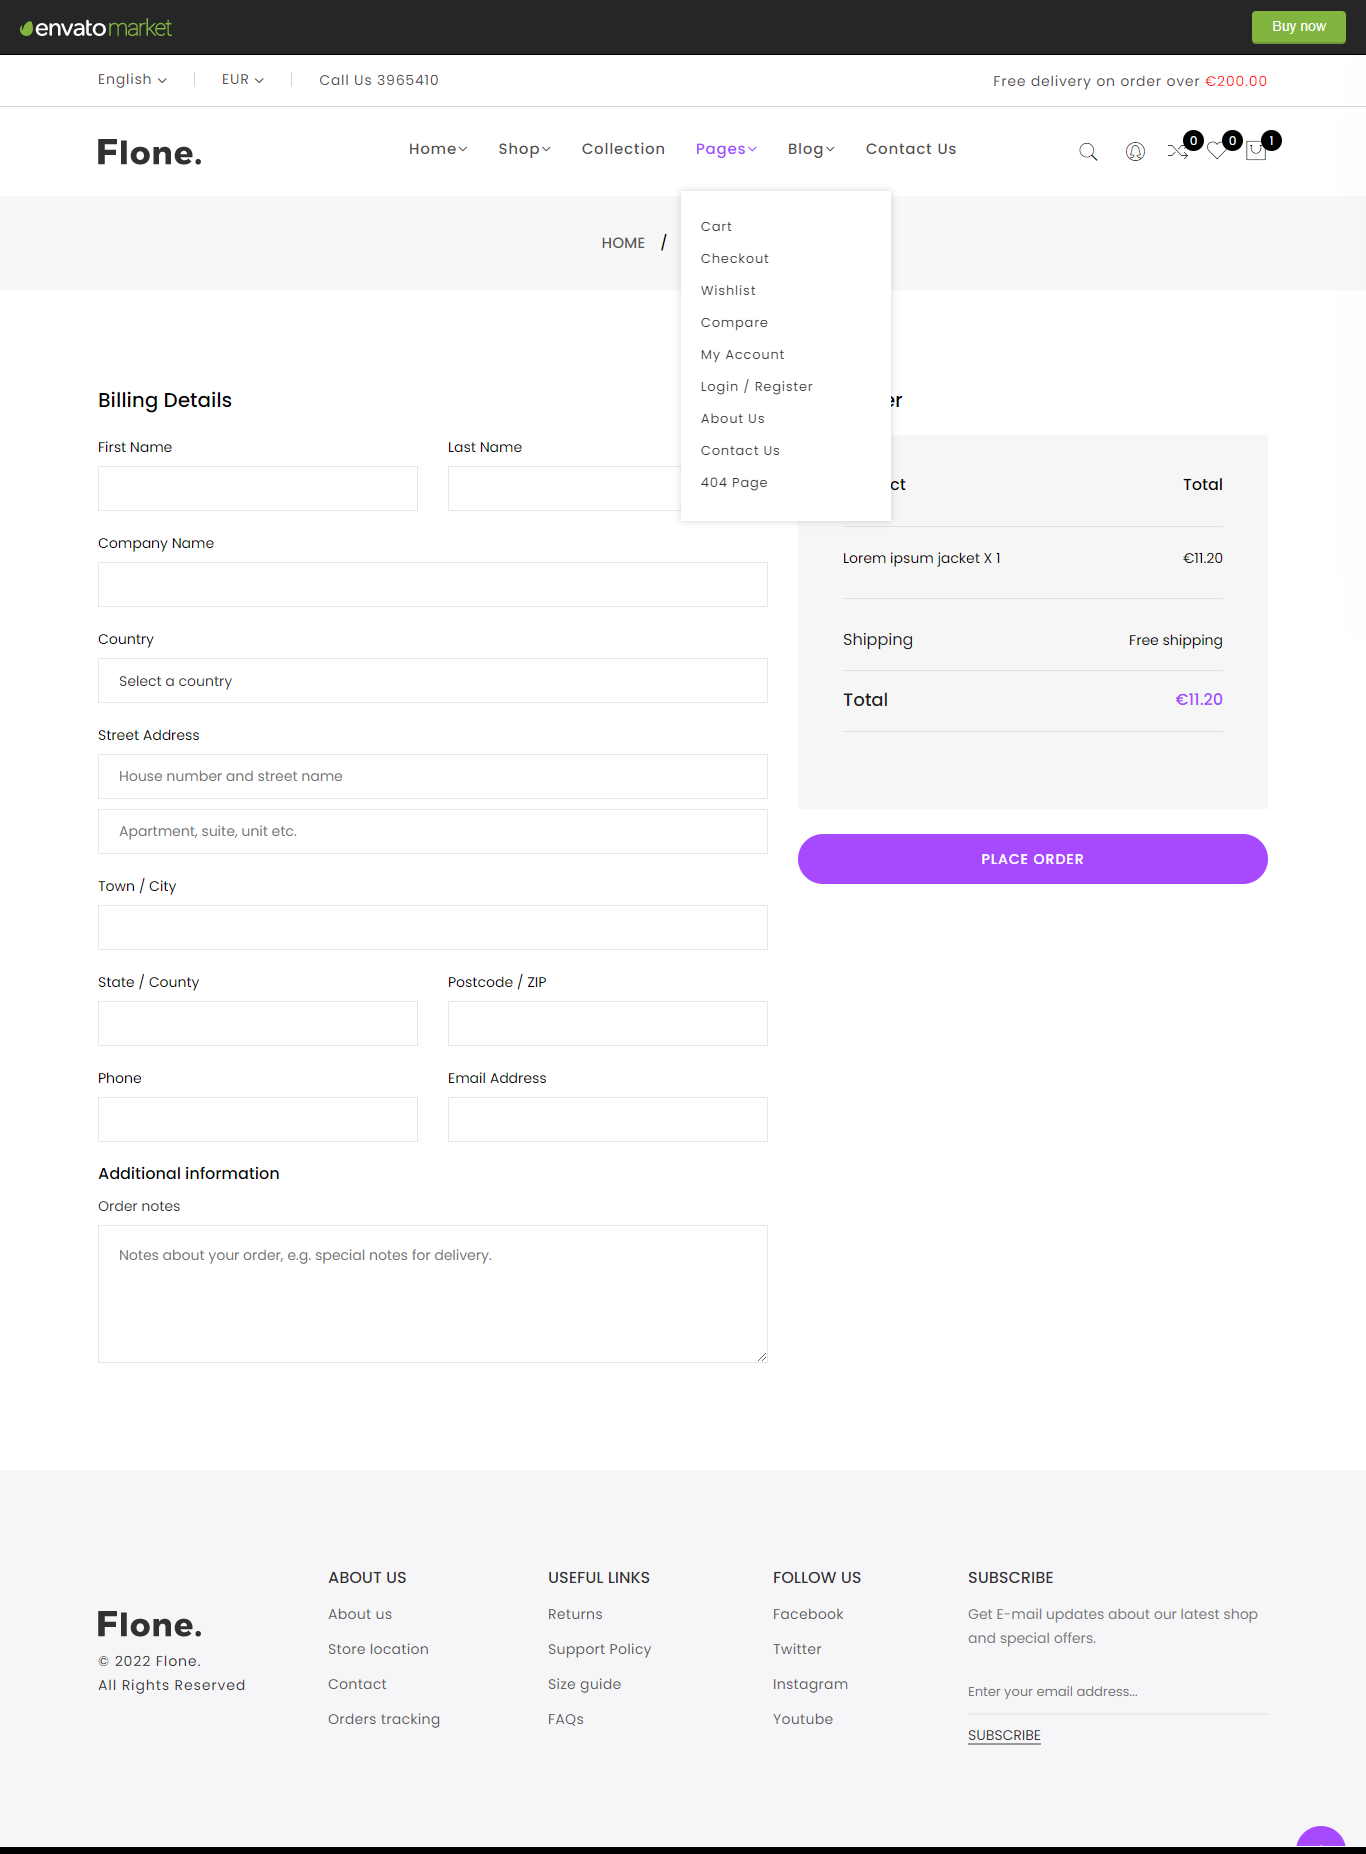 envatomarket
Buy now
English
EUR
Call Us 3965410
Free delivery on order over €200.00
Flone.
Home
Shop
Collection
Pages
Blog
Contact Us
0
0
1
HOME /
Cart
Checkout
Wishlist
Compare
My Account
Login / Register
About Us
Contact Us
404 Page
Billing Details
er
First Name
Last Name
Company Name
Country
Select a country
Street Address
House number and street name
Apartment, suite, unit etc.
Town / City
State / County
Postcode / ZIP
Phone
Email Address
Additional information
Order notes
Notes about your order, e.g. special notes for delivery.
ct
Total
Lorem ipsum jacket X 1
€11.20
Shipping
Free shipping
Total
€11.20
PLACE ORDER
Flone.
© 2022 Flone.
All Rights Reserved
ABOUT US
About us
Store location
Contact
Orders tracking
USEFUL LINKS
Returns
Support Policy
Size guide
FAQs
FOLLOW US
Facebook
Twitter
Instagram
Youtube
SUBSCRIBE
Get E-mail updates about our latest shop
and special offers.
Enter your email address...
SUBSCRIBE